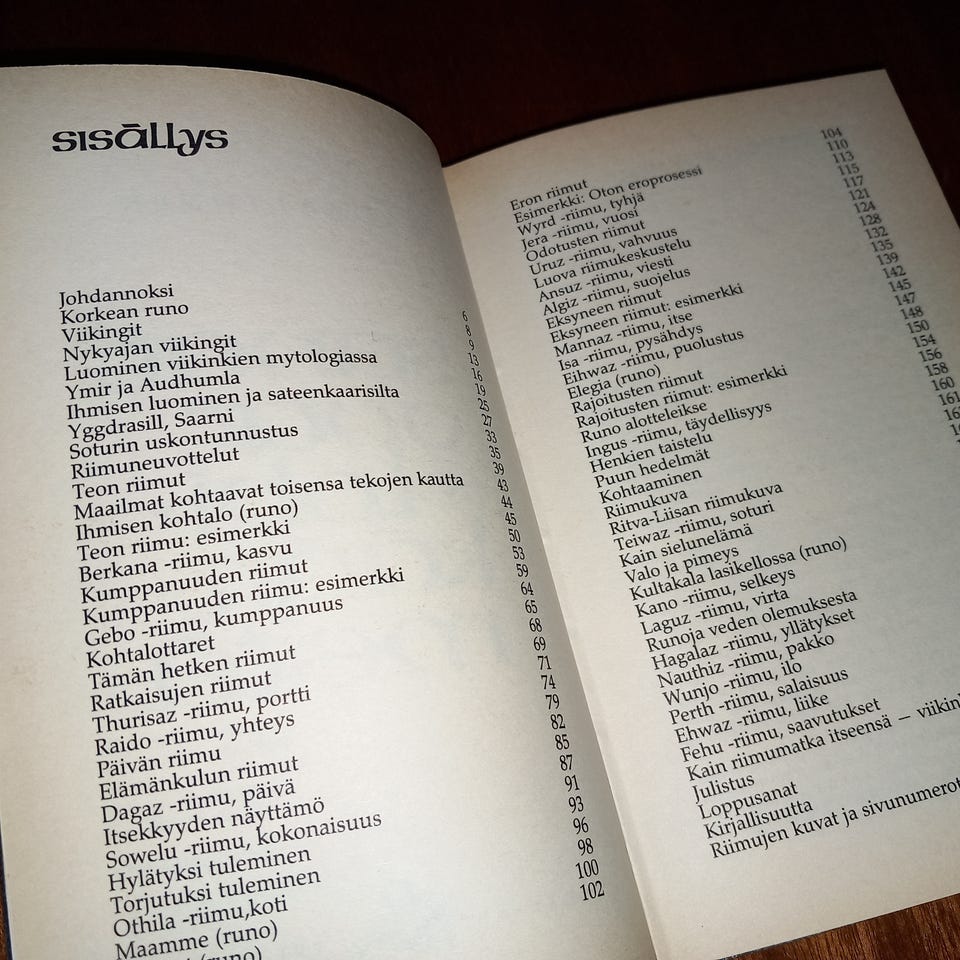 sisällys
Johdannoksi 6
Korkean runo 8
Viikingit 9
Nykyajan viikingit 13
Luominen viikinkien mytologiassa 16
Ymir ja Audhumla 19
Ihmisen luominen ja sateenkaarisilta 25
Yggdrasill, Saarni 27
Soturin uskontunnustus 33
Riimuneuvottelut 35
Teon riimut 39
Maailmat kohtaavat toisensa tekojen kautta 43
Ihmisen kohtalo (runo) 44
Teon riimu: esimerkki 45
Berkana -riimu, kasvu 50
Kumppanuuden riimut 53
Kumppanuuden riimu: esimerkki 59
Gebo -riimu, kumppanuus 64
Kohtalottaret 65
Tämän hetken riimut 68
Ratkaisujen riimut 69
Thurisaz -riimu, portti 71
Raido -riimu, yhteys 74
Päivän riimu 79
Elämänkulun riimut 82
Dagaz -riimu, päivä 85
Itsekkyyden näyttämö 87
Sowelu -riimu, kokonaisuus 91
Hylätyksi tuleminen 93
Torjutuksi tuleminen 96
Othila -riimu,koti 98
Maamme (runo) 100
102
Eron riimut 104
Esimerkki: Oton eroprosessi 110
Wyrd -riimu, tyhjä 113
Jera -riimu, vuosi 115
Odotusten riimut 117
Uruz -riimu, vahvuus 121
Luova riimukeskustelu 124
Ansuz -riimu, viesti 128
Algiz -riimu, suojelus 132
Eksyneen riimut 135
Eksyneen riimut: esimerkki 139
Mannaz -riimu, itse 142
Isa -riimu, pysähdys 145
Eihwaz -riimu, puolustus 147
Elegia (runo) 148
Rajoitusten riimut 150
Rajoitusten riimut: esimerkki 154
Runo alotteleikse 156
Ingus -riimu, täydellisyys 158
Henkien taistelu 160
Puun hedelmät 161
Kohtaaminen
Riimukuva
Ritva-Liisan riimukuva
Teiwaz -riimu, soturi
Kain sielunelämä
Valo ja pimeys
Kultakala lasikellossa (runo)
Kano -riimu, selkeys
Laguz -riimu, virta
Runoja veden olemuksesta
Hagalaz -riimu, yllätykset
Nauthiz -riimu, pakko
Wunjo -riimu, ilo
Perth -riimu, salaisuus
Ehwaz -riimu, liike
Fehu -riimu, saavutukset
Kain riimumatka itseensä — viikin
Julistus
Loppusanat
Kirjallisuutta
Riimujen kuvat ja sivunumerot